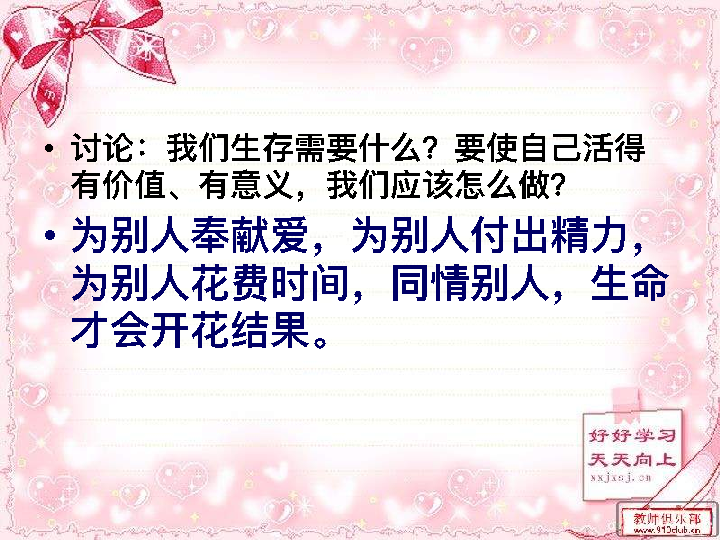 • 讨论：我们生存需要什么？要使自己活得
有价值、有意义，我们应该怎么做？
• 为别人奉献爱，为别人付出精力，
为别人花费时间，同情别人，生命
才会开花结果。
好好学习
天天向上
xxjxsj.cn
教师俱乐部
www.910club.cn